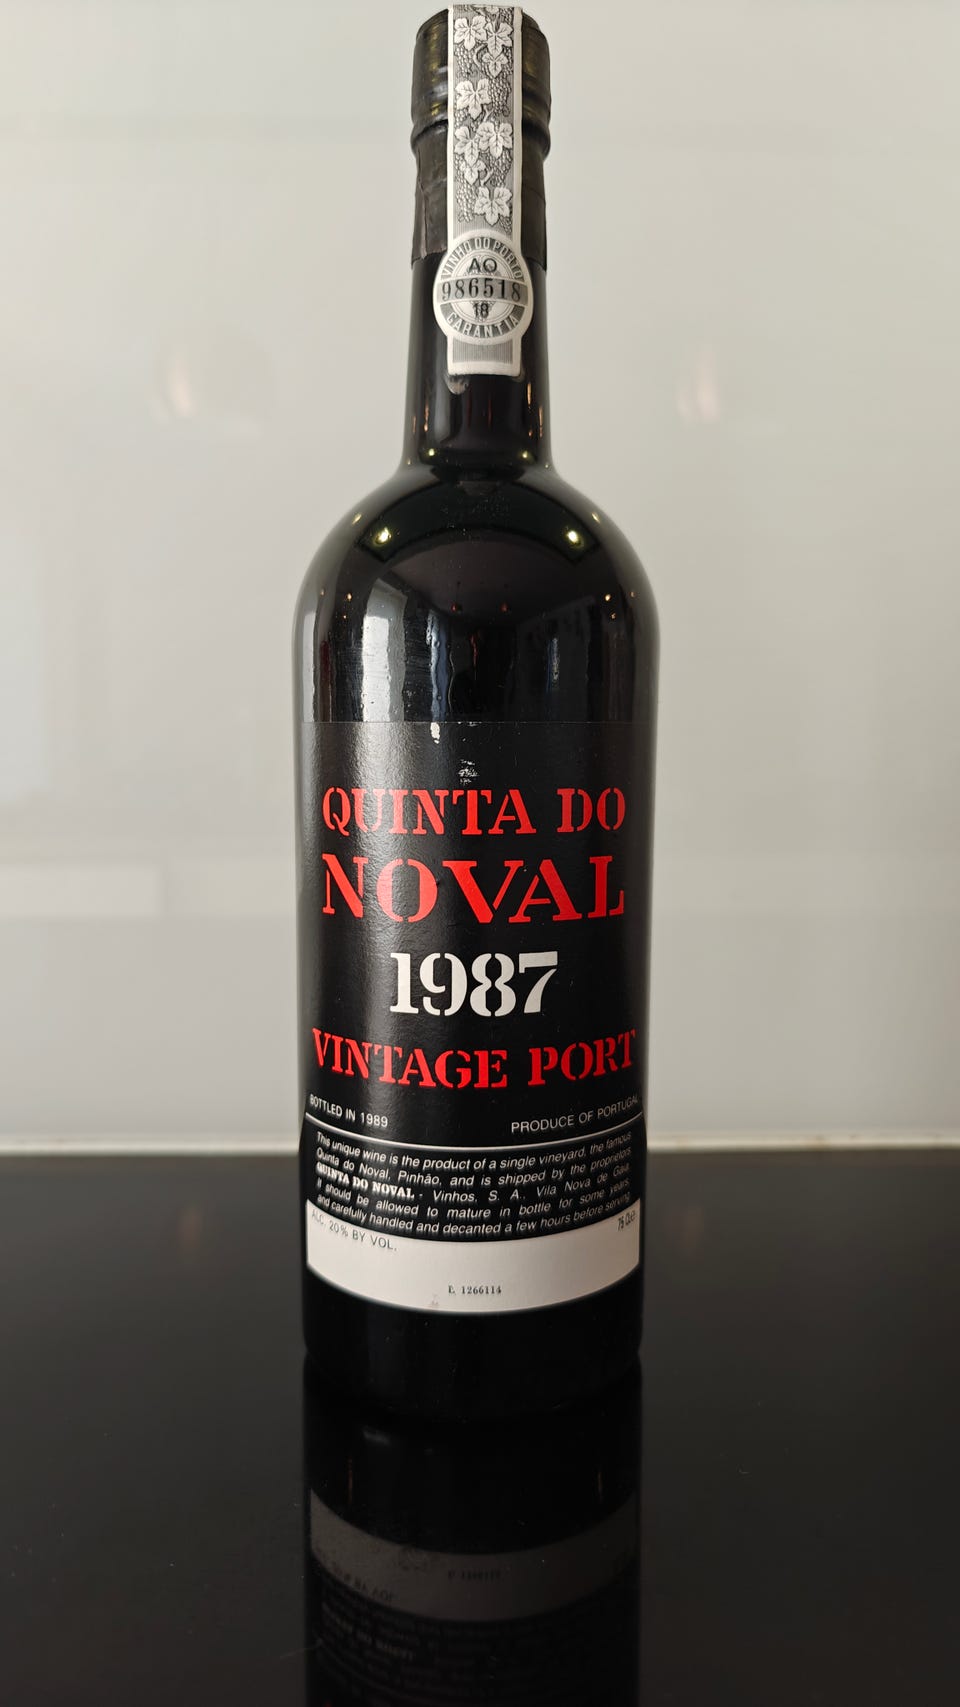 VINHO DO PORTO
AO
986518
18
GARANTIA
QUINTA DO
NOVAL
1987
VINTAGE PORT
BOTTLED IN 1989 PRODUCE OF PORTUGAL
This unique wine is the product of a single vineyard, the famous
Quinta do Noval, Pinhão, and is shipped by the proprietors
QUINTA DO NOVAL - Vinhos, S. A., Vila Nova de Gaia.
It should be allowed to mature in bottle for some years
and carefully handled and decanted a few hours before serving.
ALC. 20% BY VOL. 75 Cl.
E. 1266114